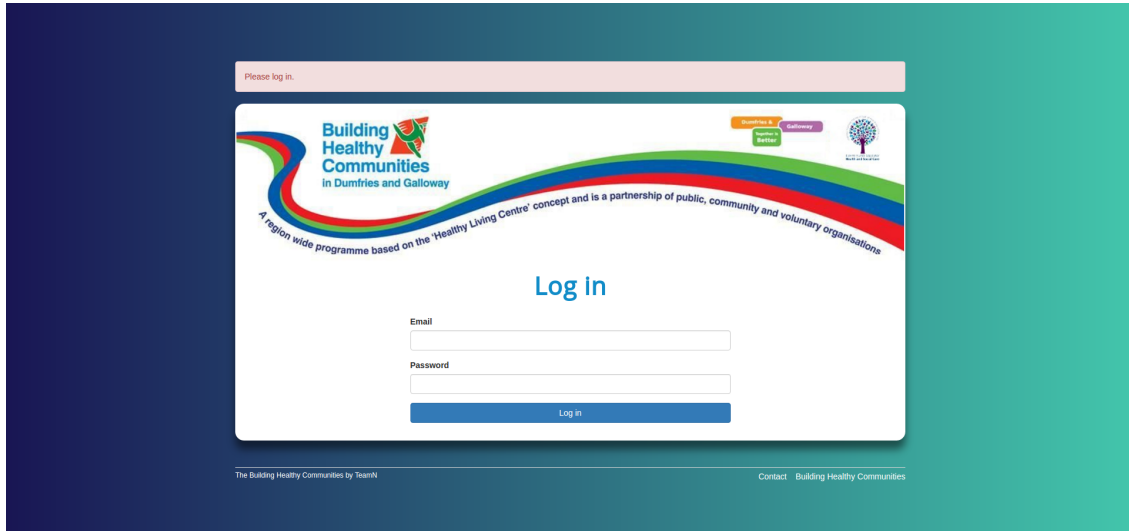 Please log in.
Building
Healthy
Communities
in Dumfries and Galloway
Dumfries &
Galloway
Together is
Better
A region wide programme based on the 'Healthy Living Centre' concept and is a partnership of public, community and voluntary organisations
Log in
Email
Password
Log in
The Building Healthy Communities by TeamN
Contact Building Healthy Communities